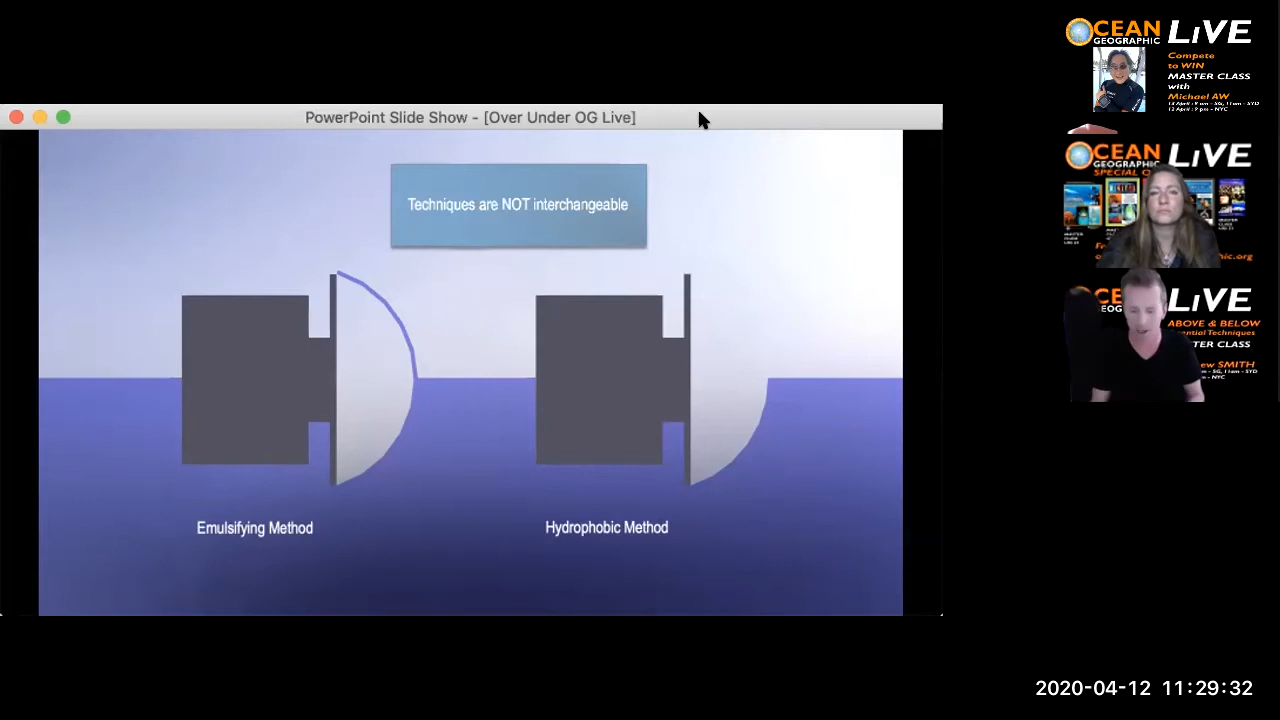 PowerPoint Slide Show - [Over Under OG Live]
Techniques are NOT interchangeable
Emulsifying Method
Hydrophobic Method
OCEAN
GEOGRAPHIC
LiVE
Compete
to WIN
MASTER CLASS
with
Michael AW
OCEAN
GEOGRAPHIC
LiVE
SPECIAL
LiVE
ABOVE & BELOW
Techniques
CLASS
SMITH
2020-04-12 11:29:32